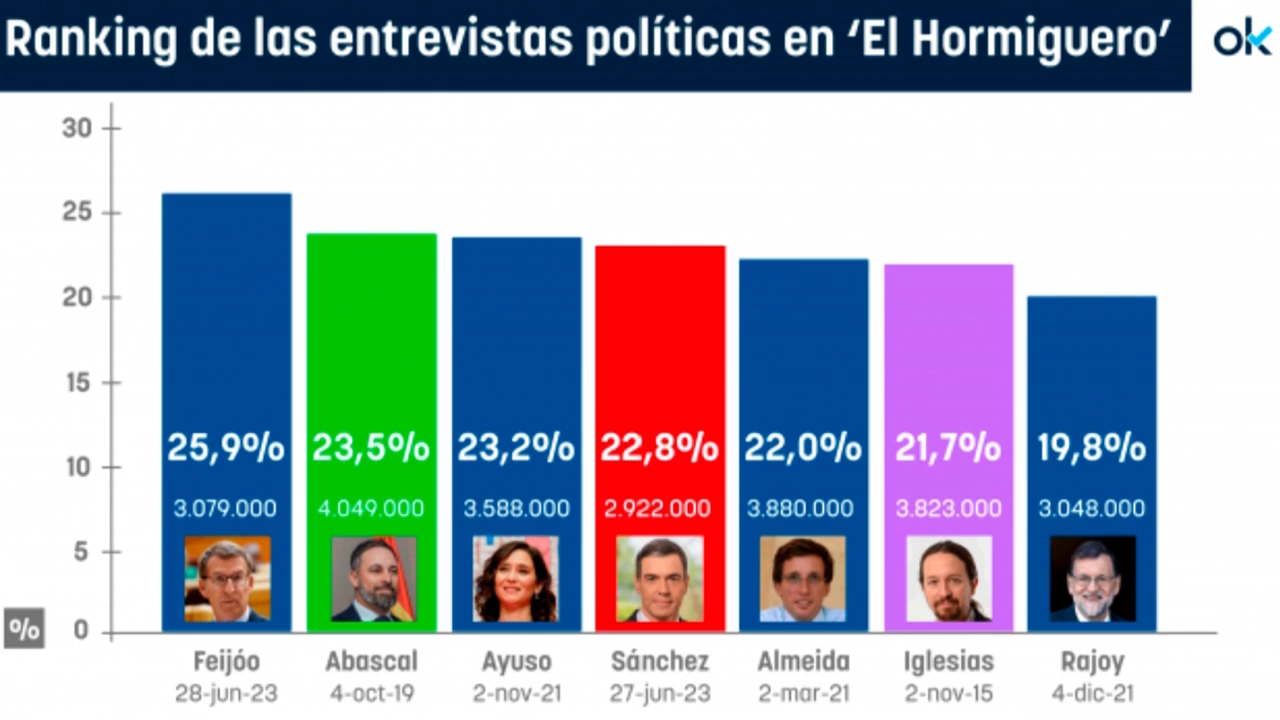 Ranking de las entrevistas políticas en ‘El Hormiguero’
ok
30
25
20
15
10
5
0
%
25,9% 23,5% 23,2% 22,8% 22,0% 21,7% 19,8%
3.079.000 4.049.000 3.588.000 2.922.000 3.880.000 3.823.000 3.048.000
Feijóo Abascal Ayuso Sánchez Almeida Iglesias Rajoy
28-jun-23 4-oct-19 2-nov-21 27-jun-23 2-mar-21 2-nov-15 4-dic-21